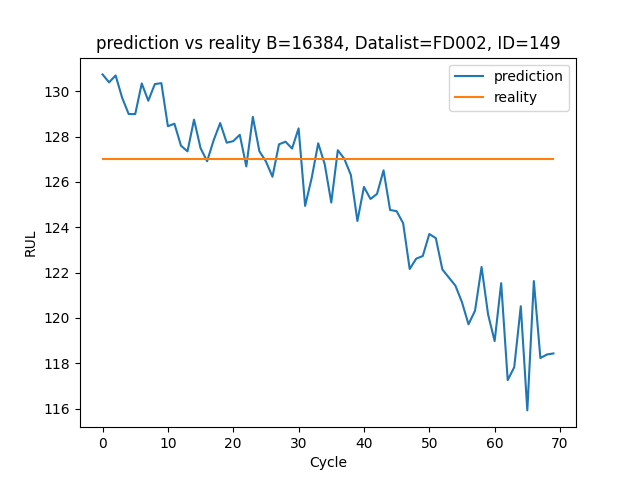 prediction vs reality B=16384, Datalist=FD002, ID=149
prediction
reality
130
128
126
124
122
120
118
116
RUL
0 10 20 30 40 50 60 70
Cycle